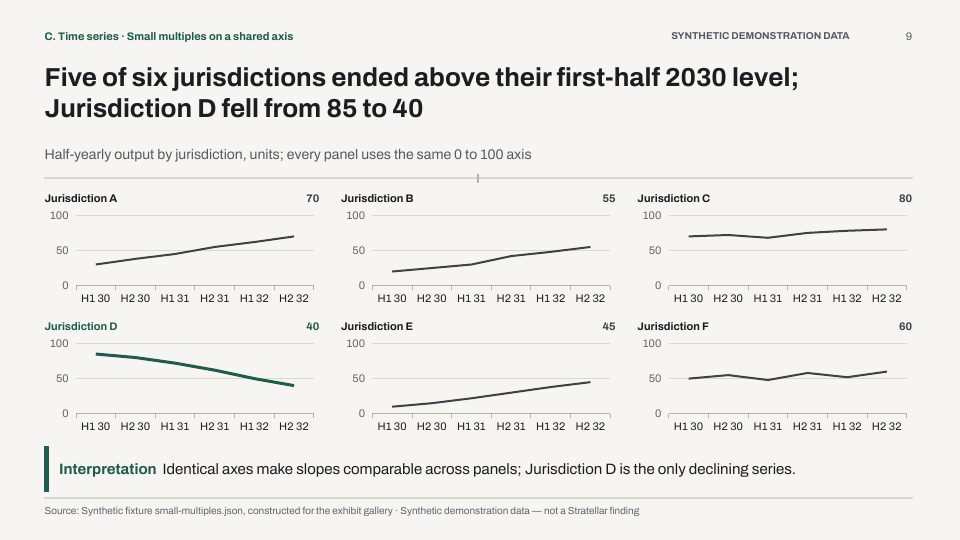 C. Time series · Small multiples on a shared axis
SYNTHETIC DEMONSTRATION DATA
9
Five of six jurisdictions ended above their first-half 2030 level;
Jurisdiction D fell from 85 to 40
Half-yearly output by jurisdiction, units; every panel uses the same 0 to 100 axis
Jurisdiction A 70
100
50
0
H1 30 H2 30 H1 31 H2 31 H1 32 H2 32
Jurisdiction B 55
100
50
0
H1 30 H2 30 H1 31 H2 31 H1 32 H2 32
Jurisdiction C 80
100
50
0
H1 30 H2 30 H1 31 H2 31 H1 32 H2 32
Jurisdiction D 40
100
50
0
H1 30 H2 30 H1 31 H2 31 H1 32 H2 32
Jurisdiction E 45
100
50
0
H1 30 H2 30 H1 31 H2 31 H1 32 H2 32
Jurisdiction F 60
100
50
0
H1 30 H2 30 H1 31 H2 31 H1 32 H2 32
Interpretation Identical axes make slopes comparable across panels; Jurisdiction D is the only declining series.
Source: Synthetic fixture small-multiples.json, constructed for the exhibit gallery · Synthetic demonstration data — not a Stratellar finding